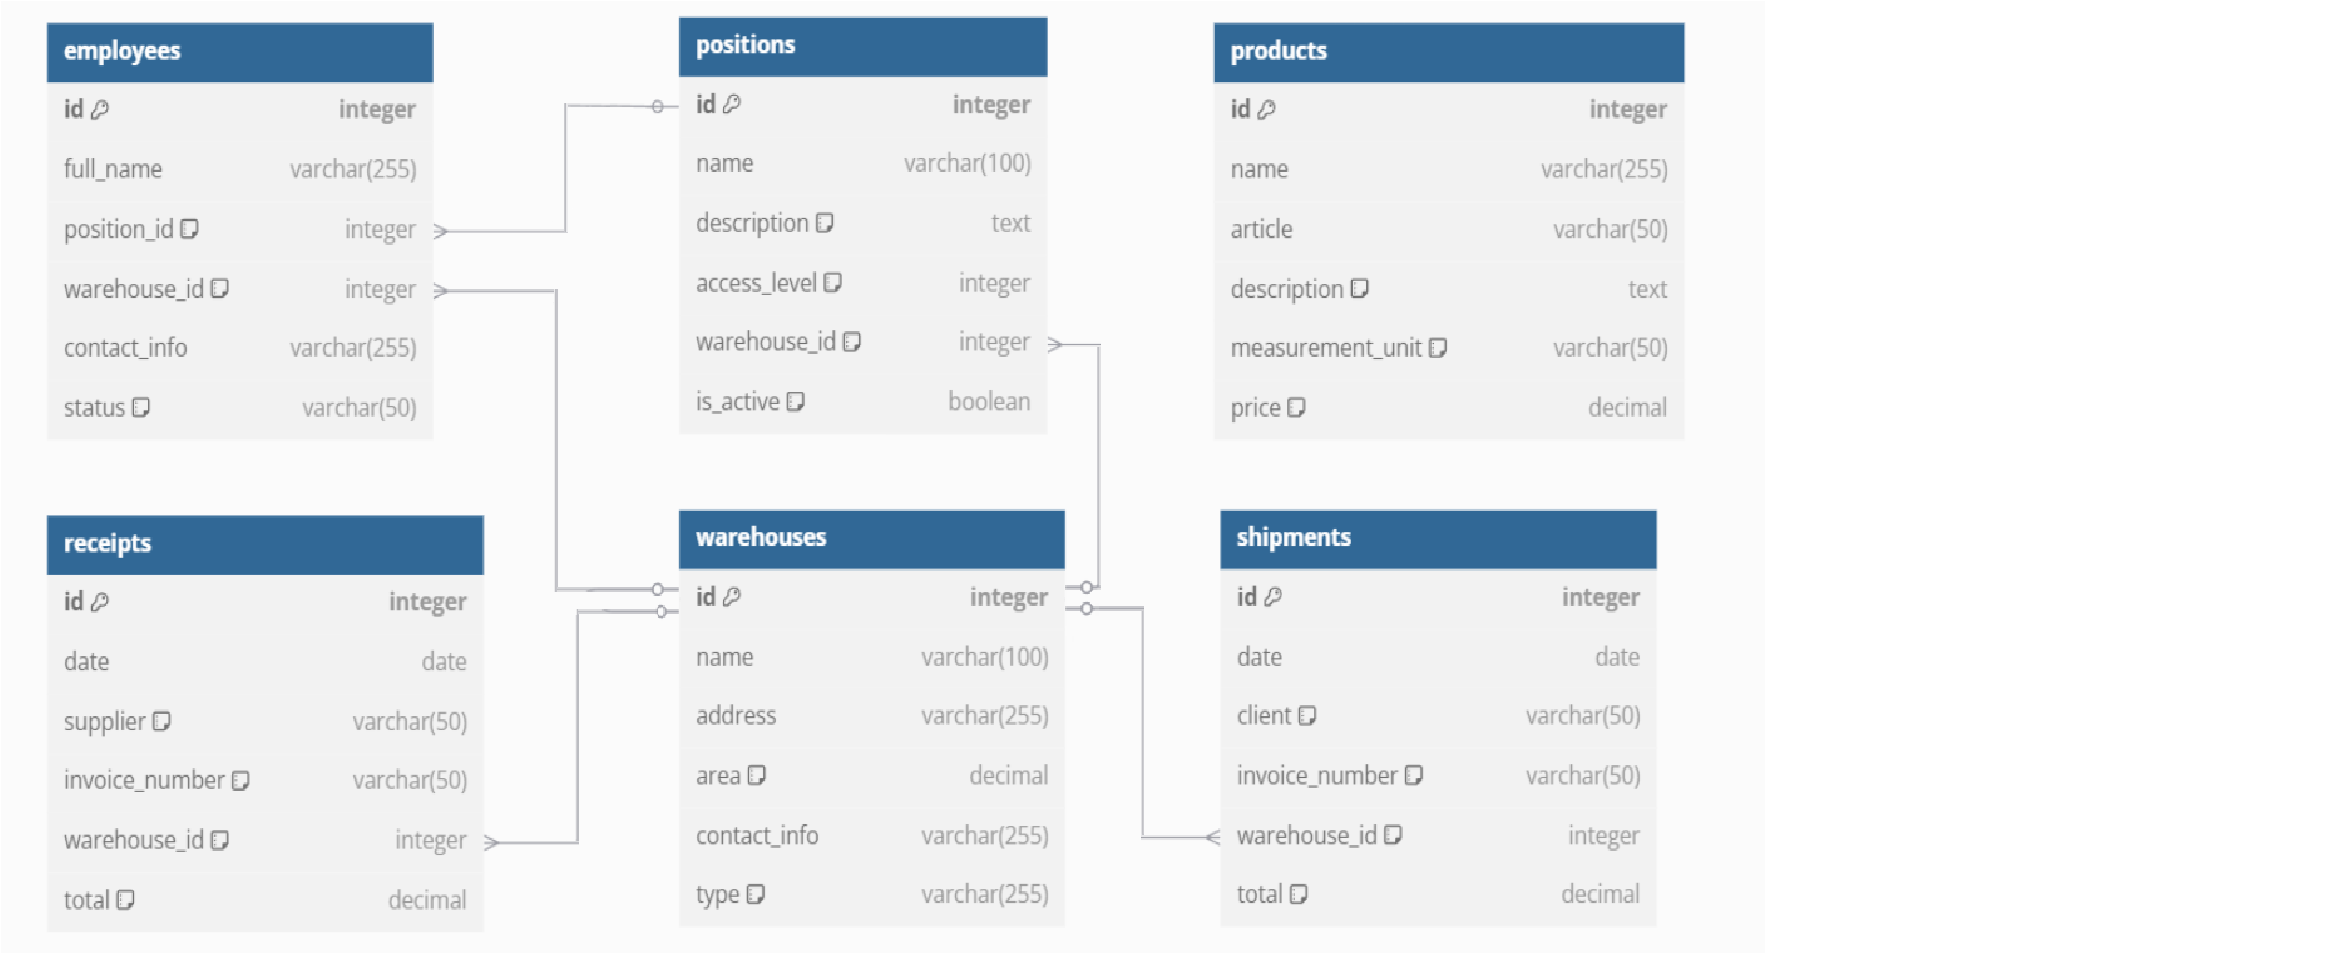 employees
id integer
full_name varchar(255)
position_id integer
warehouse_id integer
contact_info varchar(255)
status varchar(50)
positions
id integer
name varchar(100)
description text
access_level integer
warehouse_id integer
is_active boolean
products
id integer
name varchar(255)
article varchar(50)
description text
measurement_unit varchar(50)
price decimal
receipts
id integer
date date
supplier varchar(50)
invoice_number varchar(50)
warehouse_id integer
total decimal
warehouses
id integer
name varchar(100)
address varchar(255)
area decimal
contact_info varchar(255)
type varchar(255)
shipments
id integer
date date
client varchar(50)
invoice_number varchar(50)
warehouse_id integer
total decimal